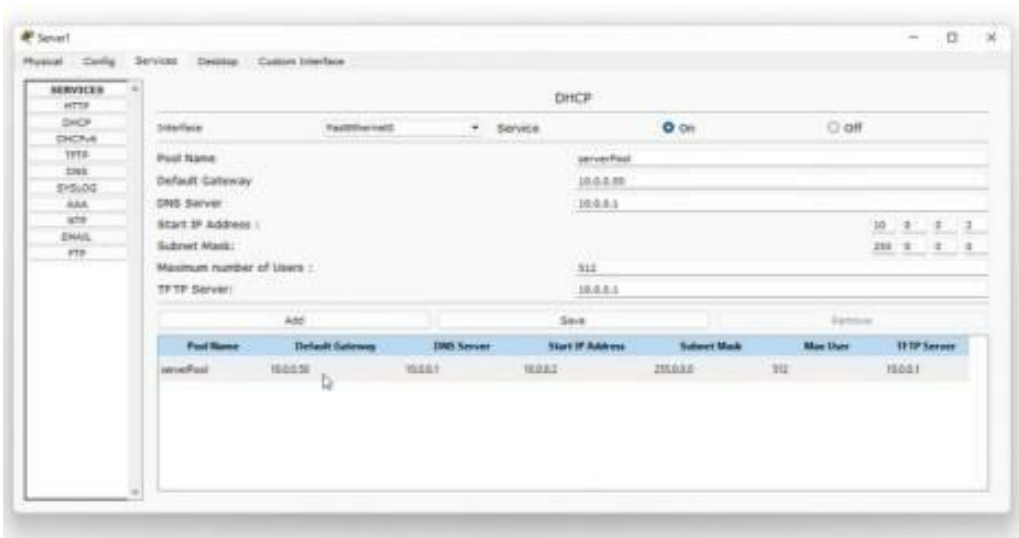 Server1
Physical Config Services Desktop Custom Interface
SERVICES
HTTP
DHCP
DHCPv6
TFTP
DNS
SYSLOG
AAA
NTP
EMAIL
FTP
DHCP
Interface FastEthernet0 Service On Off
Pool Name serverPool
Default Gateway 10.0.0.50
DNS Server 10.0.0.1
Start IP Address : 10 0 0 2
Subnet Mask: 255 0 0 0
Maximum number of Users : 512
TFTP Server: 10.0.0.1
Add Save Remove
Pool Name Default Gateway DNS Server Start IP Address Subnet Mask Max User TFTP Server
serverPool 10.0.0.50 10.0.0.1 10.0.0.2 255.0.0.0 512 10.0.0.1